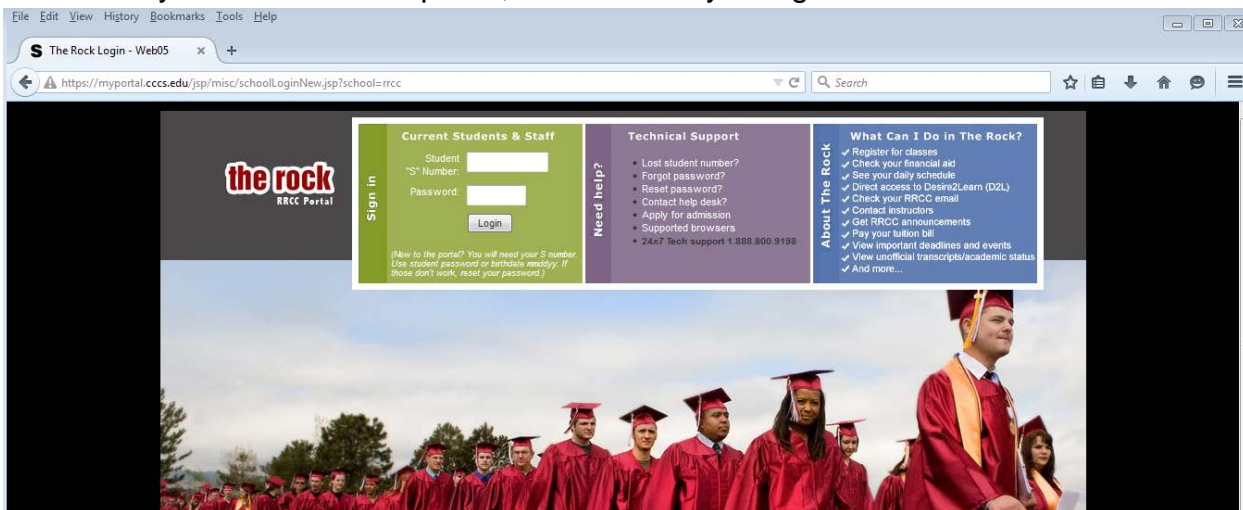 File Edit View History Bookmarks Tools Help
S The Rock Login - Web05 × +
https://myportal.cccs.edu/jsp/misc/schoolLoginNew.jsp?school=rrcc
Search
the rock
RRCC Portal
Sign in
Current Students & Staff
Student
"S" Number:
Password:
Login
(New to the portal? You will need your S number.
Use student password or birthdate mmddyy. If
those don't work, reset your password.)
Need help?
Technical Support
Lost student number?
Forgot password?
Reset password?
Contact help desk?
Apply for admission
Supported browsers
24x7 Tech support 1.888.800.9198
About The Rock
What Can I Do in The Rock?
Register for classes
Check your financial aid
See your daily schedule
Direct access to Desire2Learn (D2L)
Check your RRCC email
Contact instructors
Get RRCC announcements
Pay your tuition bill
View important deadlines and events
View unofficial transcripts/academic status
And more...